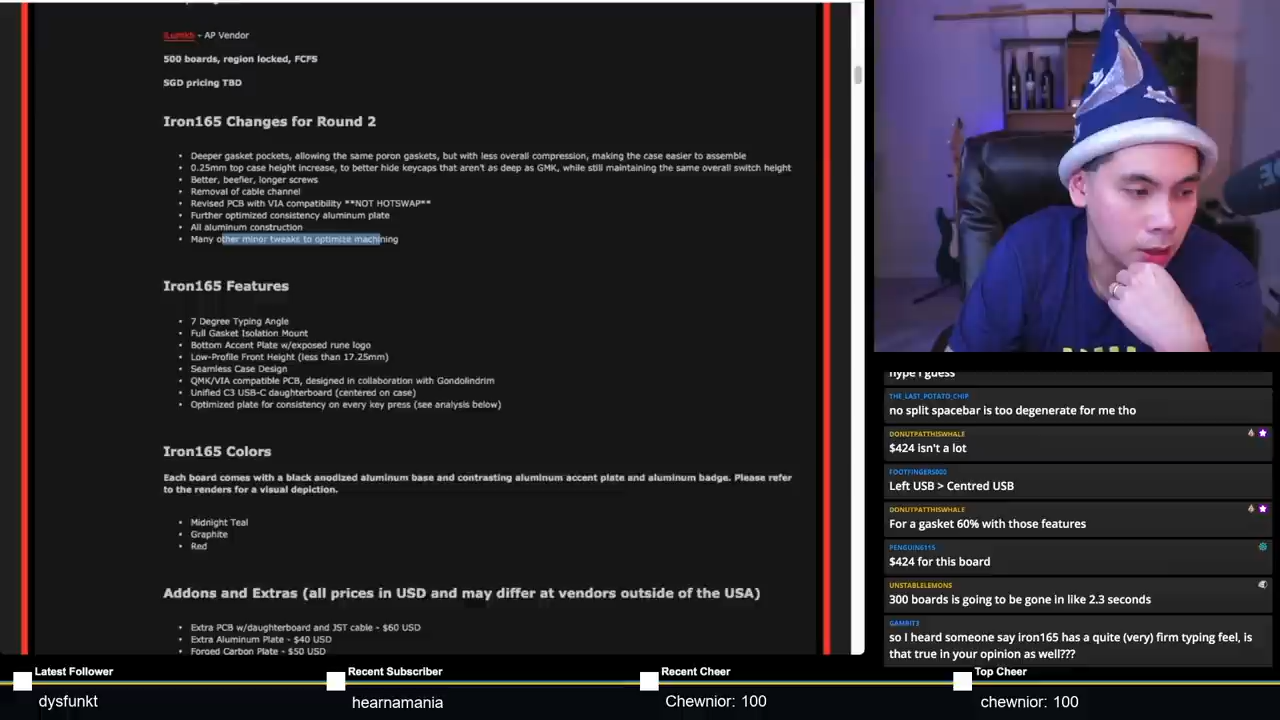 iLumkb - AP Vendor
500 boards, region locked, FCFS
SGD pricing TBD
Iron165 Changes for Round 2
• Deeper gasket pockets, allowing the same poron gaskets, but with less overall compression, making the case easier to assemble
• 0.25mm top case height increase, to better hide keycaps that aren't as deep as GMK, while still maintaining the same overall switch height
• Better, beefier, longer screws
• Removal of cable channel
• Revised PCB with VIA compatibility **NOT HOTSWAP**
• Further optimized consistency aluminum plate
• All aluminum construction
• Many other minor tweaks to optimize machining
Iron165 Features
• 7 Degree Typing Angle
• Full Gasket Isolation Mount
• Bottom Accent Plate w/exposed rune logo
• Low-Profile Front Height (less than 17.25mm)
• Seamless Case Design
• QMK/VIA compatible PCB, designed in collaboration with Gondolindrim
• Unified C3 USB-C daughterboard (centered on case)
• Optimized plate for consistency on every key press (see analysis below)
Iron165 Colors
Each board comes with a black anodized aluminum base and contrasting aluminum accent plate and aluminum badge. Please refer
to the renders for a visual depiction.
• Midnight Teal
• Graphite
• Red
Addons and Extras (all prices in USD and may differ at vendors outside of the USA)
• Extra PCB w/daughterboard and JST cable - $60 USD
• Extra Aluminum Plate - $40 USD
• Forged Carbon Plate - $50 USD
hype I guess
THE_LAST_POTATO_CHIP
no split spacebar is too degenerate for me tho
DONUTPATTHISWHALE
$424 isn't a lot
FOOTFINGERS800
Left USB > Centred USB
DONUTPATTHISWHALE
For a gasket 60% with those features
PENGUIN6115
$424 for this board
UNSTABLELEMONS
300 boards is going to be gone in like 2.3 seconds
GAMBIT3
so I heard someone say iron165 has a quite (very) firm typing feel, is
that true in your opinion as well???
Latest Follower
dysfunkt
Recent Subscriber
hearnamania
Recent Cheer
Chewnior: 100
Top Cheer
chewnior: 100